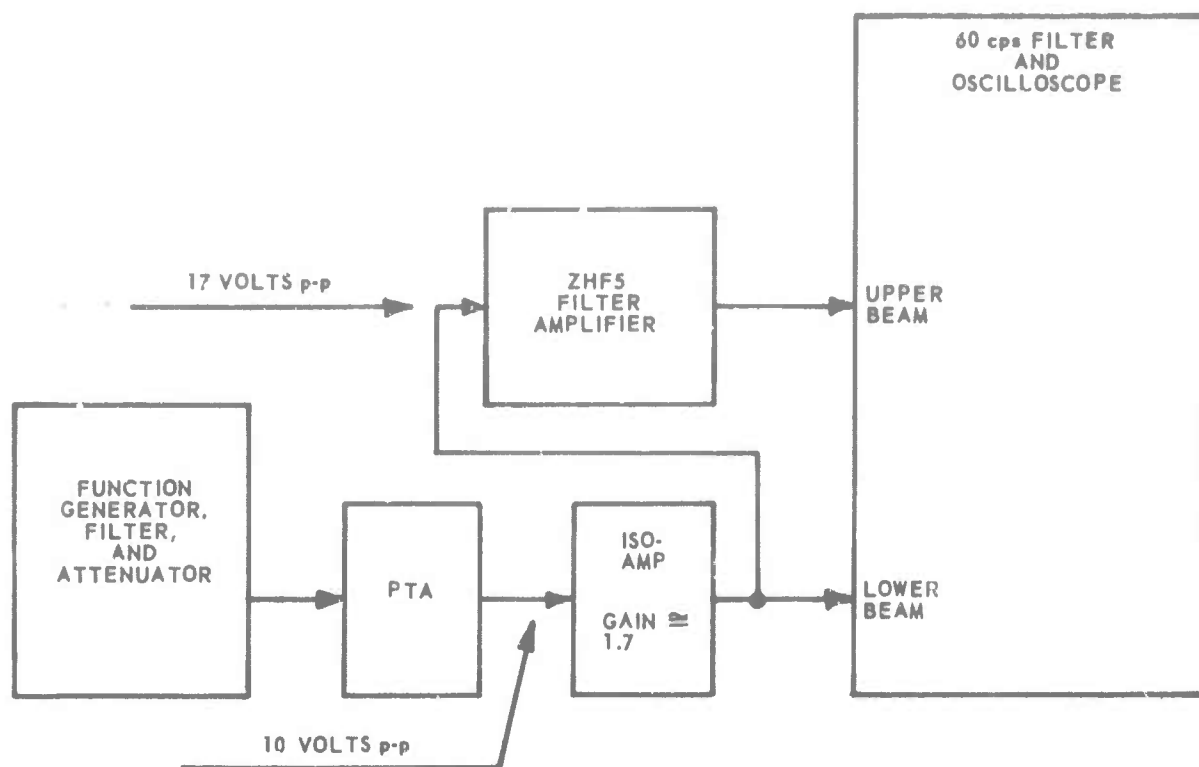 60 cps FILTER
AND
OSCILLOSCOPE
17 VOLTS p-p
ZHF5
FILTER
AMPLIFIER
UPPER
BEAM
FUNCTION
GENERATOR,
FILTER,
AND
ATTENUATOR
PTA
ISO-
AMP
GAIN ≅
1.7
LOWER
BEAM
10 VOLTS p-p